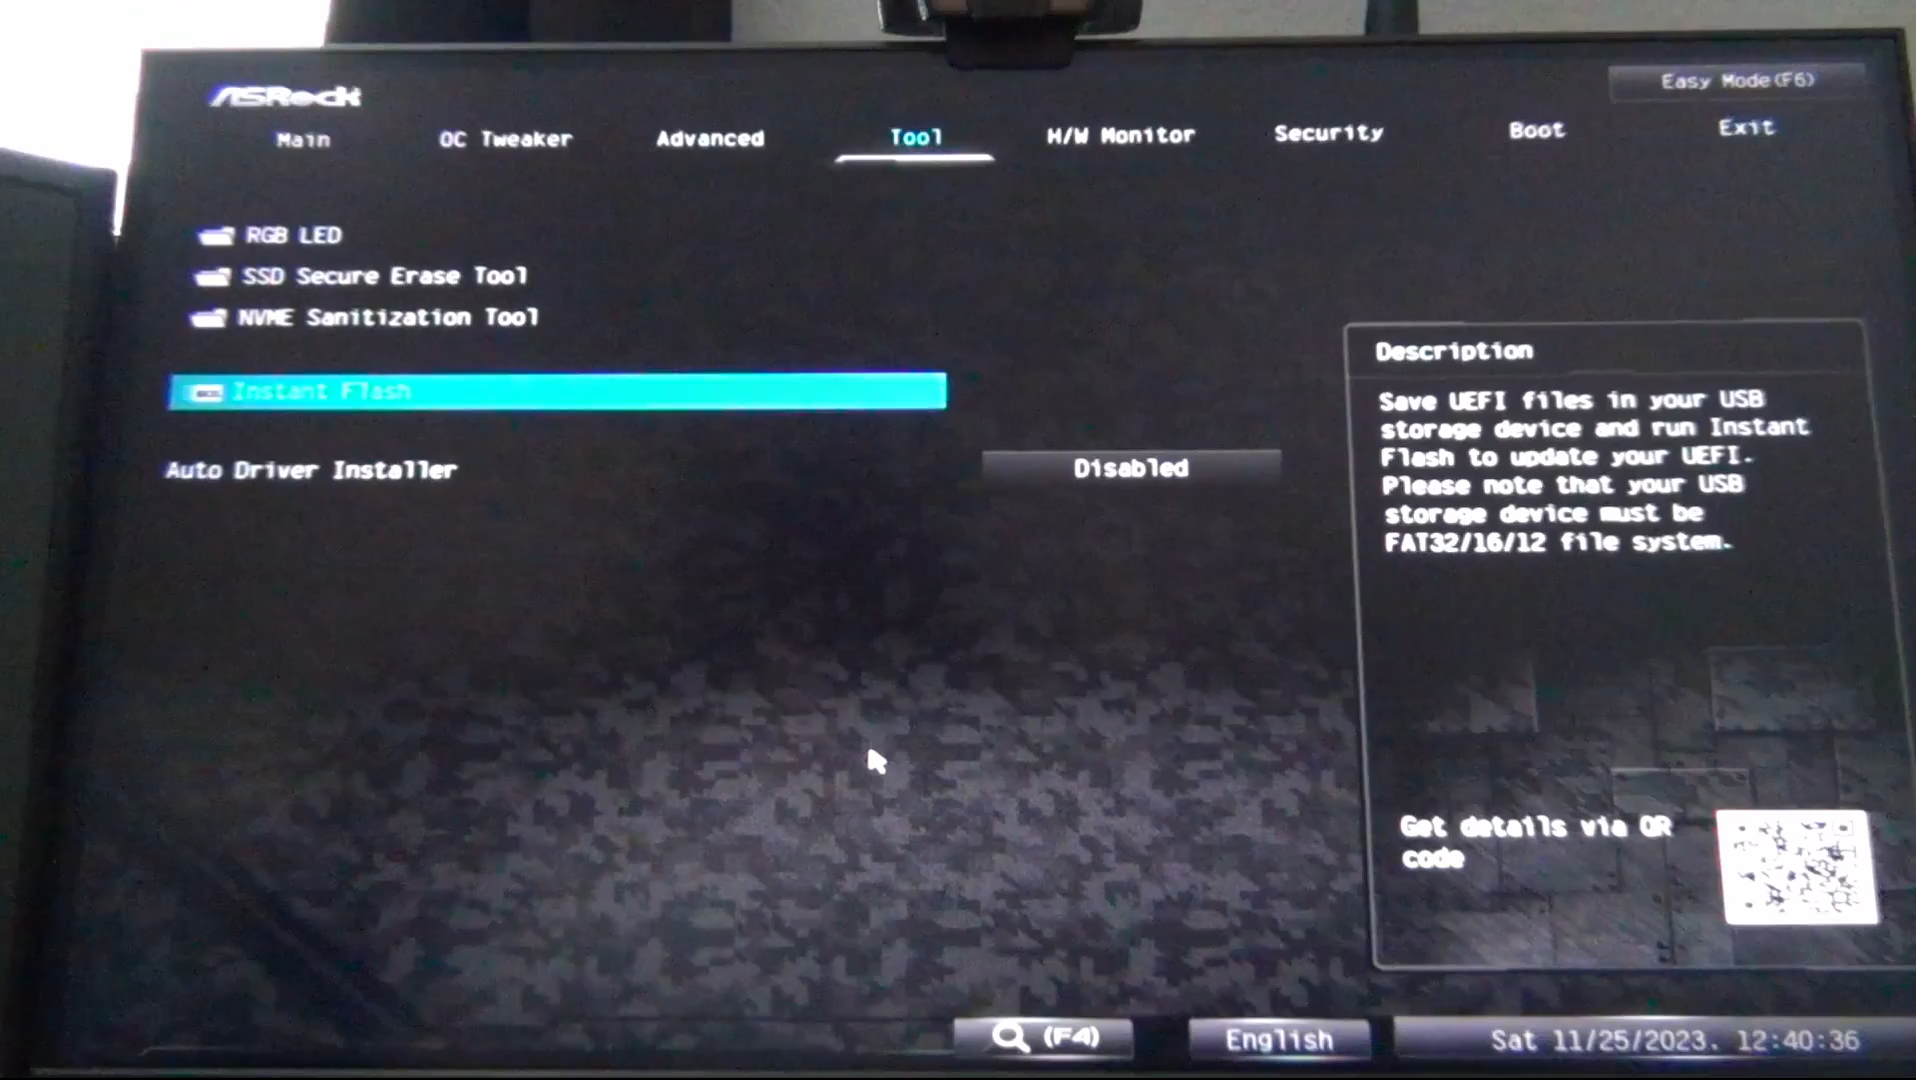 ASRock
Easy Mode(F6)
Main OC Tweaker Advanced Tool H/W Monitor Security Boot Exit
RGB LED
SSD Secure Erase Tool
NVME Sanitization Tool
Instant Flash
Auto Driver Installer Disabled
Description
Save UEFI files in your USB
storage device and run Instant
Flash to update your UEFI.
Please note that your USB
storage device must be
FAT32/16/12 file system.
Get details via QR
code
(F4) English Sat 11/25/2023. 12:40:36